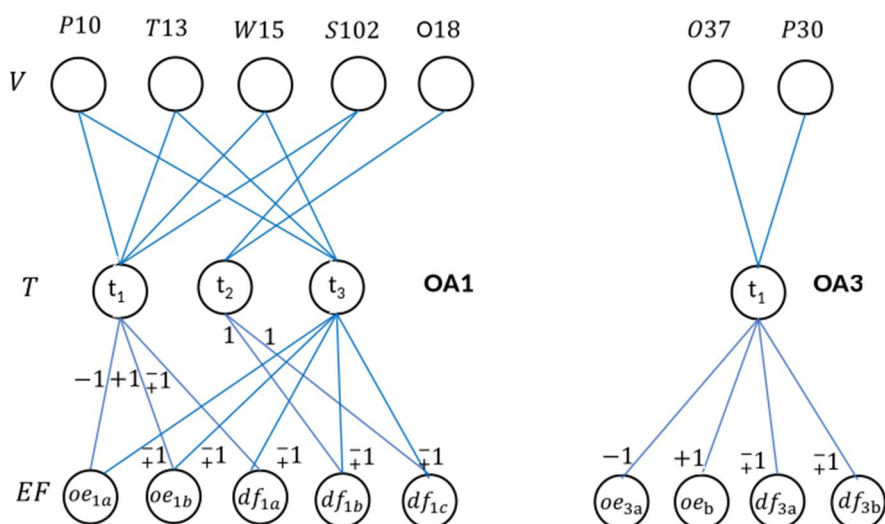 P10 T13 W15 S102 O18 O37 P30
V
T t₁ t₂ t₃ OA1 t₁ OA3
1 1
−1 +1 ∓1
−1 +1 ∓1 ∓1
∓1 ∓1 ∓1 ∓1 ∓1
EF oe₁ₐ oe₁b df₁ₐ df₁b df₁c oe₃ₐ oeb df₃ₐ df₃b